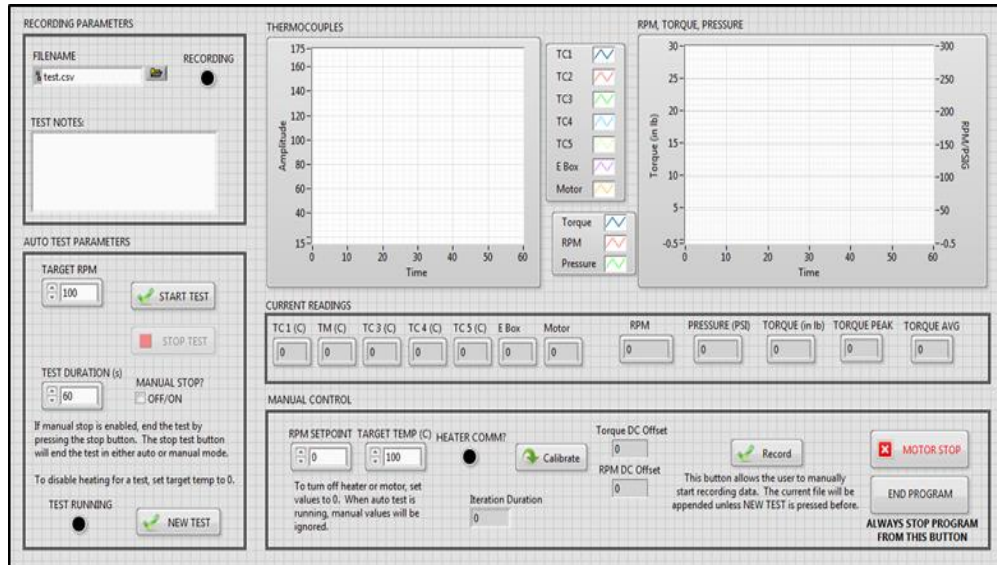 RECORDING PARAMETERS
FILENAME
test.csv
RECORDING
TEST NOTES:
AUTO TEST PARAMETERS
TARGET RPM
100
START TEST
STOP TEST
TEST DURATION (s)
60
MANUAL STOP?
OFF/ON
If manual stop is enabled, end the test by
pressing the stop button. The stop test button
will end the test in either auto or manual mode.
To disable heating for a test, set target temp to 0.
TEST RUNNING
NEW TEST
THERMOCOUPLES
Amplitude
175
160
140
120
100
80
60
40
15
0 10 20 30 40 50 60
Time
TC1
TC2
TC3
TC4
TC5
E Box
Motor
Torque
RPM
Pressure
RPM, TORQUE, PRESSURE
Torque (in lb)
30
25
20
15
10
5
-0.5
0 10 20 30 40 50 60
Time
300
250
200
150
100
50
-0.5
RPM/PSIG
CURRENT READINGS
TC 1 (C) TM (C) TC 3 (C) TC 4 (C) TC 5 (C) E Box Motor RPM PRESSURE (PSI) TORQUE (in lb) TORQUE PEAK TORQUE AVG
0 0 0 0 0 0 0 0 0 0 0 0
MANUAL CONTROL
RPM SETPOINT TARGET TEMP (C) HEATER COMM?
0 100
To turn off heater or motor, set
values to 0. When auto test is
running, manual values will be
ignored.
Calibrate
Iteration Duration
0
Torque DC Offset
0
RPM DC Offset
0
Record
This button allows the user to manually
start recording data. The current file will be
appended unless NEW TEST is pressed before.
MOTOR STOP
END PROGRAM
ALWAYS STOP PROGRAM
FROM THIS BUTTON